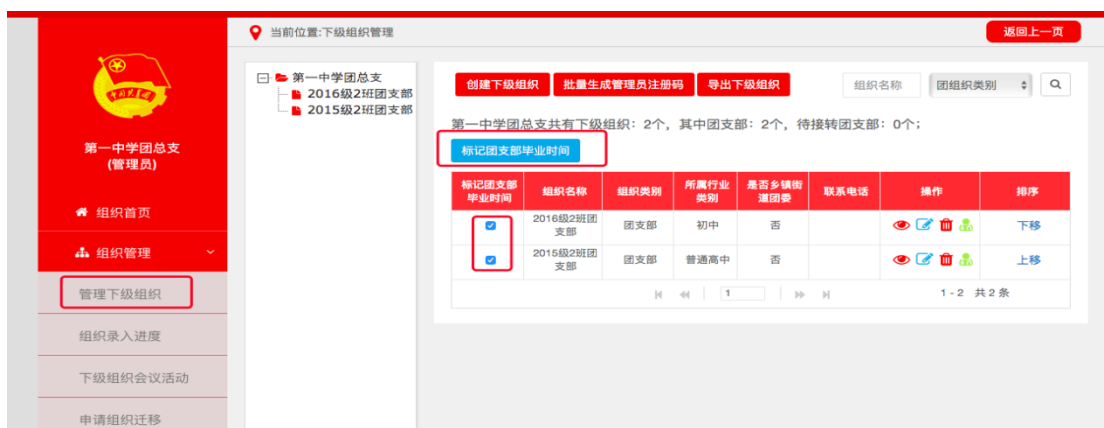 当前位置:下级组织管理
返回上一页
第一中学团总支
(管理员)
组织首页
组织管理
管理下级组织
组织录入进度
下级组织会议活动
申请组织迁移
第一中学团总支
2016级2班团支部
2015级2班团支部
创建下级组织 批量生成管理员注册码 导出下级组织 组织名称 团组织类别
第一中学团总支共有下级组织：2个，其中团支部：2个，待接转团支部：0个；
标记团支部毕业时间
标记团支部毕业时间 组织名称 组织类别 所属行业类别 是否乡镇街道团委 联系电话 操作 排序
2016级2班团支部 团支部 初中 否 下移
2015级2班团支部 团支部 普通高中 否 上移
1 1 - 2 共 2 条